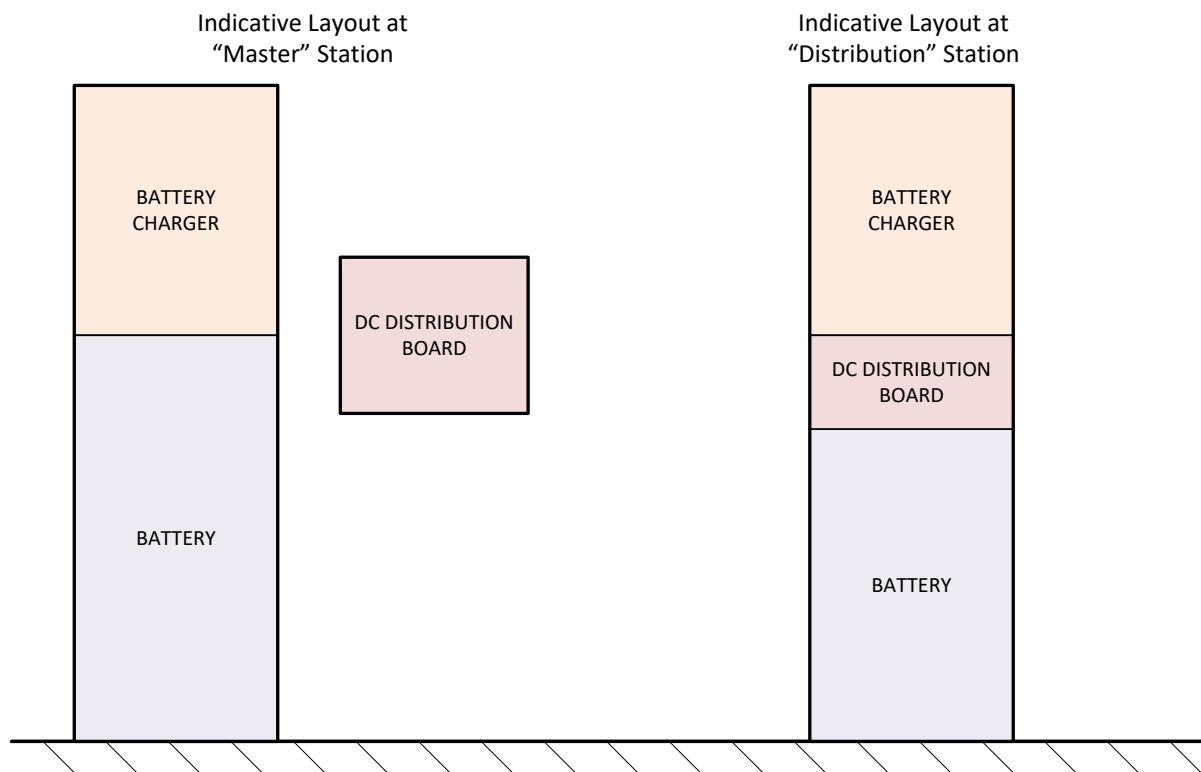 Indicative Layout at
“Master” Station
BATTERY
CHARGER
DC DISTRIBUTION
BOARD
BATTERY
Indicative Layout at
“Distribution” Station
BATTERY
CHARGER
DC DISTRIBUTION
BOARD
BATTERY